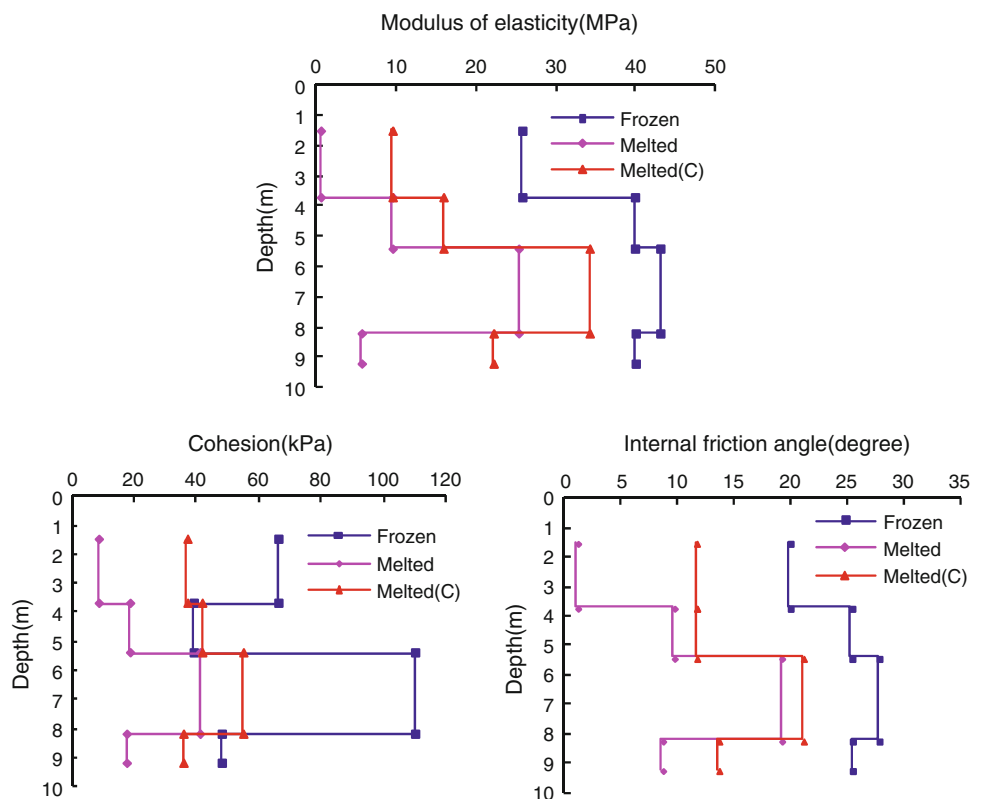 Modulus of elasticity(MPa)
0 10 20 30 40 50
0
1
2
3
4
5
6
7
8
9
10
Depth(m)
Frozen
Melted
Melted(C)
Cohesion(kPa)
0 20 40 60 80 100 120
0
1
2
3
4
5
6
7
8
9
10
Depth(m)
Frozen
Melted
Melted(C)
Internal friction angle(degree)
0 5 10 15 20 25 30 35
0
1
2
3
4
5
6
7
8
9
10
Depth(m)
Frozen
Melted
Melted(C)